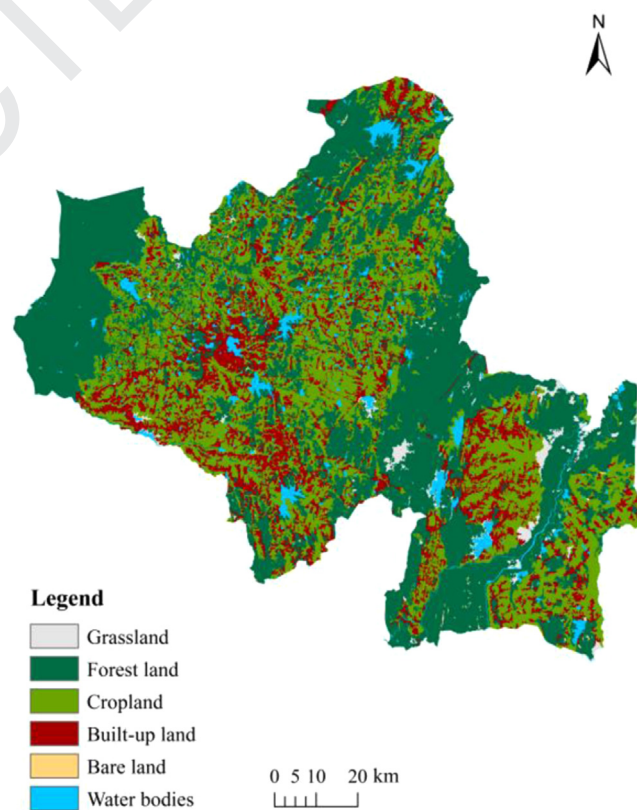 N
Legend
Grassland
Forest land
Cropland
Built-up land
Bare land
Water bodies
0 5 10 20 km